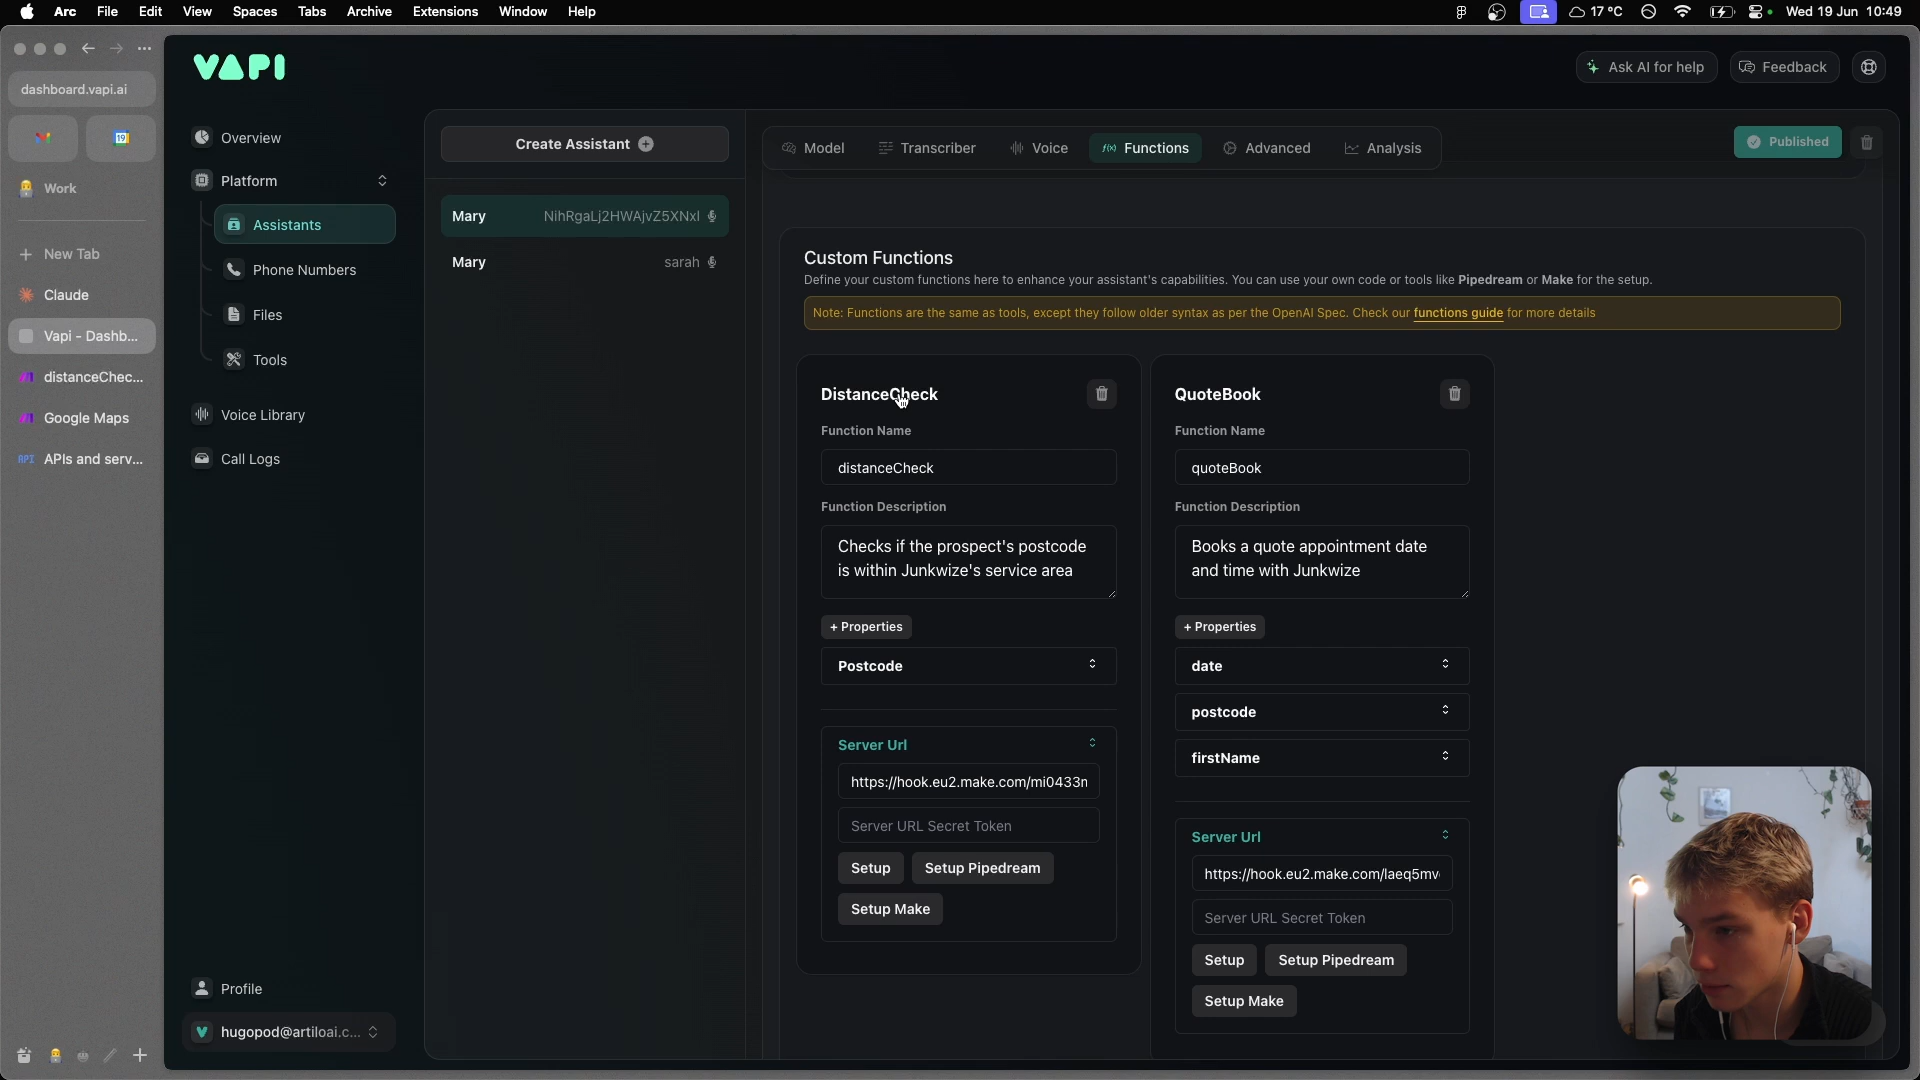 Arc File Edit View Spaces Tabs Archive Extensions Window Help
17 °C
Wed 19 Jun 10:49
dashboard.vapi.ai
19
Work
New Tab
Claude
Vapi - Dashb...
distanceChec...
Google Maps
API APIs and serv...
VAPI
Ask AI for help
Feedback
Overview
Platform
Assistants
Phone Numbers
Files
Tools
Voice Library
Call Logs
Profile
hugopod@artiloai.c...
Create Assistant
Mary NihRgaLj2HWAjvZ5XNxl
Mary sarah
Model
Transcriber
Voice
f(x) Functions
Advanced
Analysis
Published
Custom Functions
Define your custom functions here to enhance your assistant's capabilities. You can use your own code or tools like Pipedream or Make for the setup.
Note: Functions are the same as tools, except they follow older syntax as per the OpenAI Spec. Check our functions guide for more details
DistanceCheck
Function Name
distanceCheck
Function Description
Checks if the prospect's postcode
is within Junkwize's service area
+ Properties
Postcode
Server Url
https://hook.eu2.make.com/mi0433n
Server URL Secret Token
Setup
Setup Pipedream
Setup Make
QuoteBook
Function Name
quoteBook
Function Description
Books a quote appointment date
and time with Junkwize
+ Properties
date
postcode
firstName
Server Url
https://hook.eu2.make.com/laeq5mv
Server URL Secret Token
Setup
Setup Pipedream
Setup Make